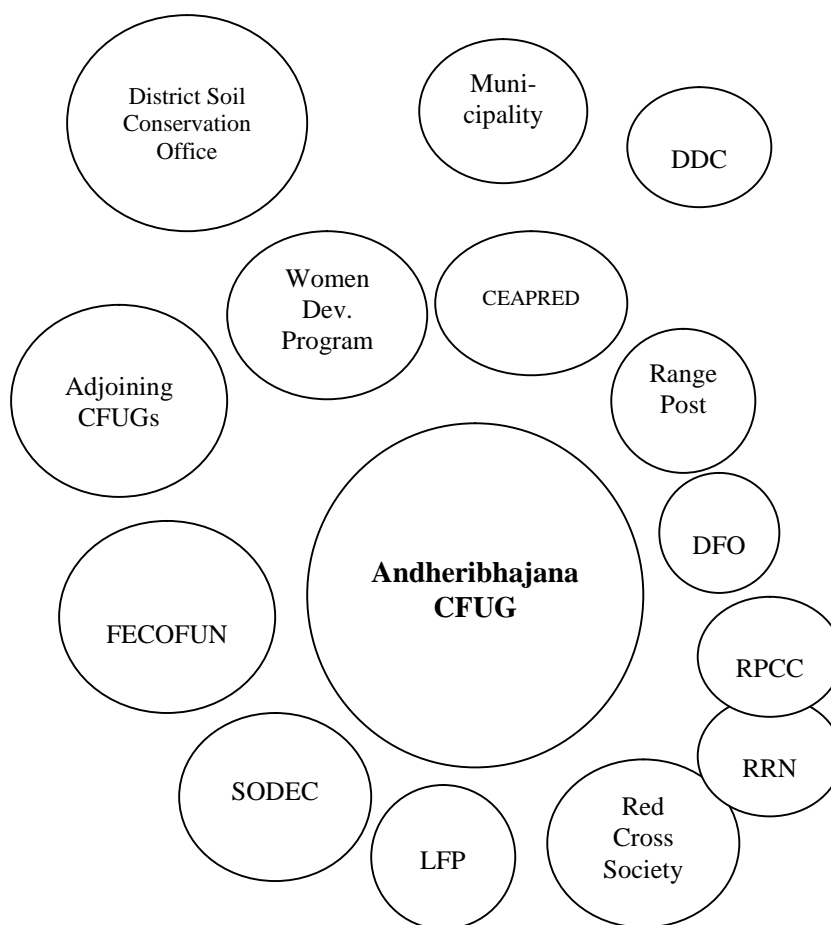 District Soil
Conservation
Office
Muni-
cipality
DDC
Women
Dev.
Program
CEAPRED
Adjoining
CFUGs
Range
Post
Andheribhajana
CFUG
DFO
FECOFUN
RPCC
SODEC
RRN
LFP
Red
Cross
Society